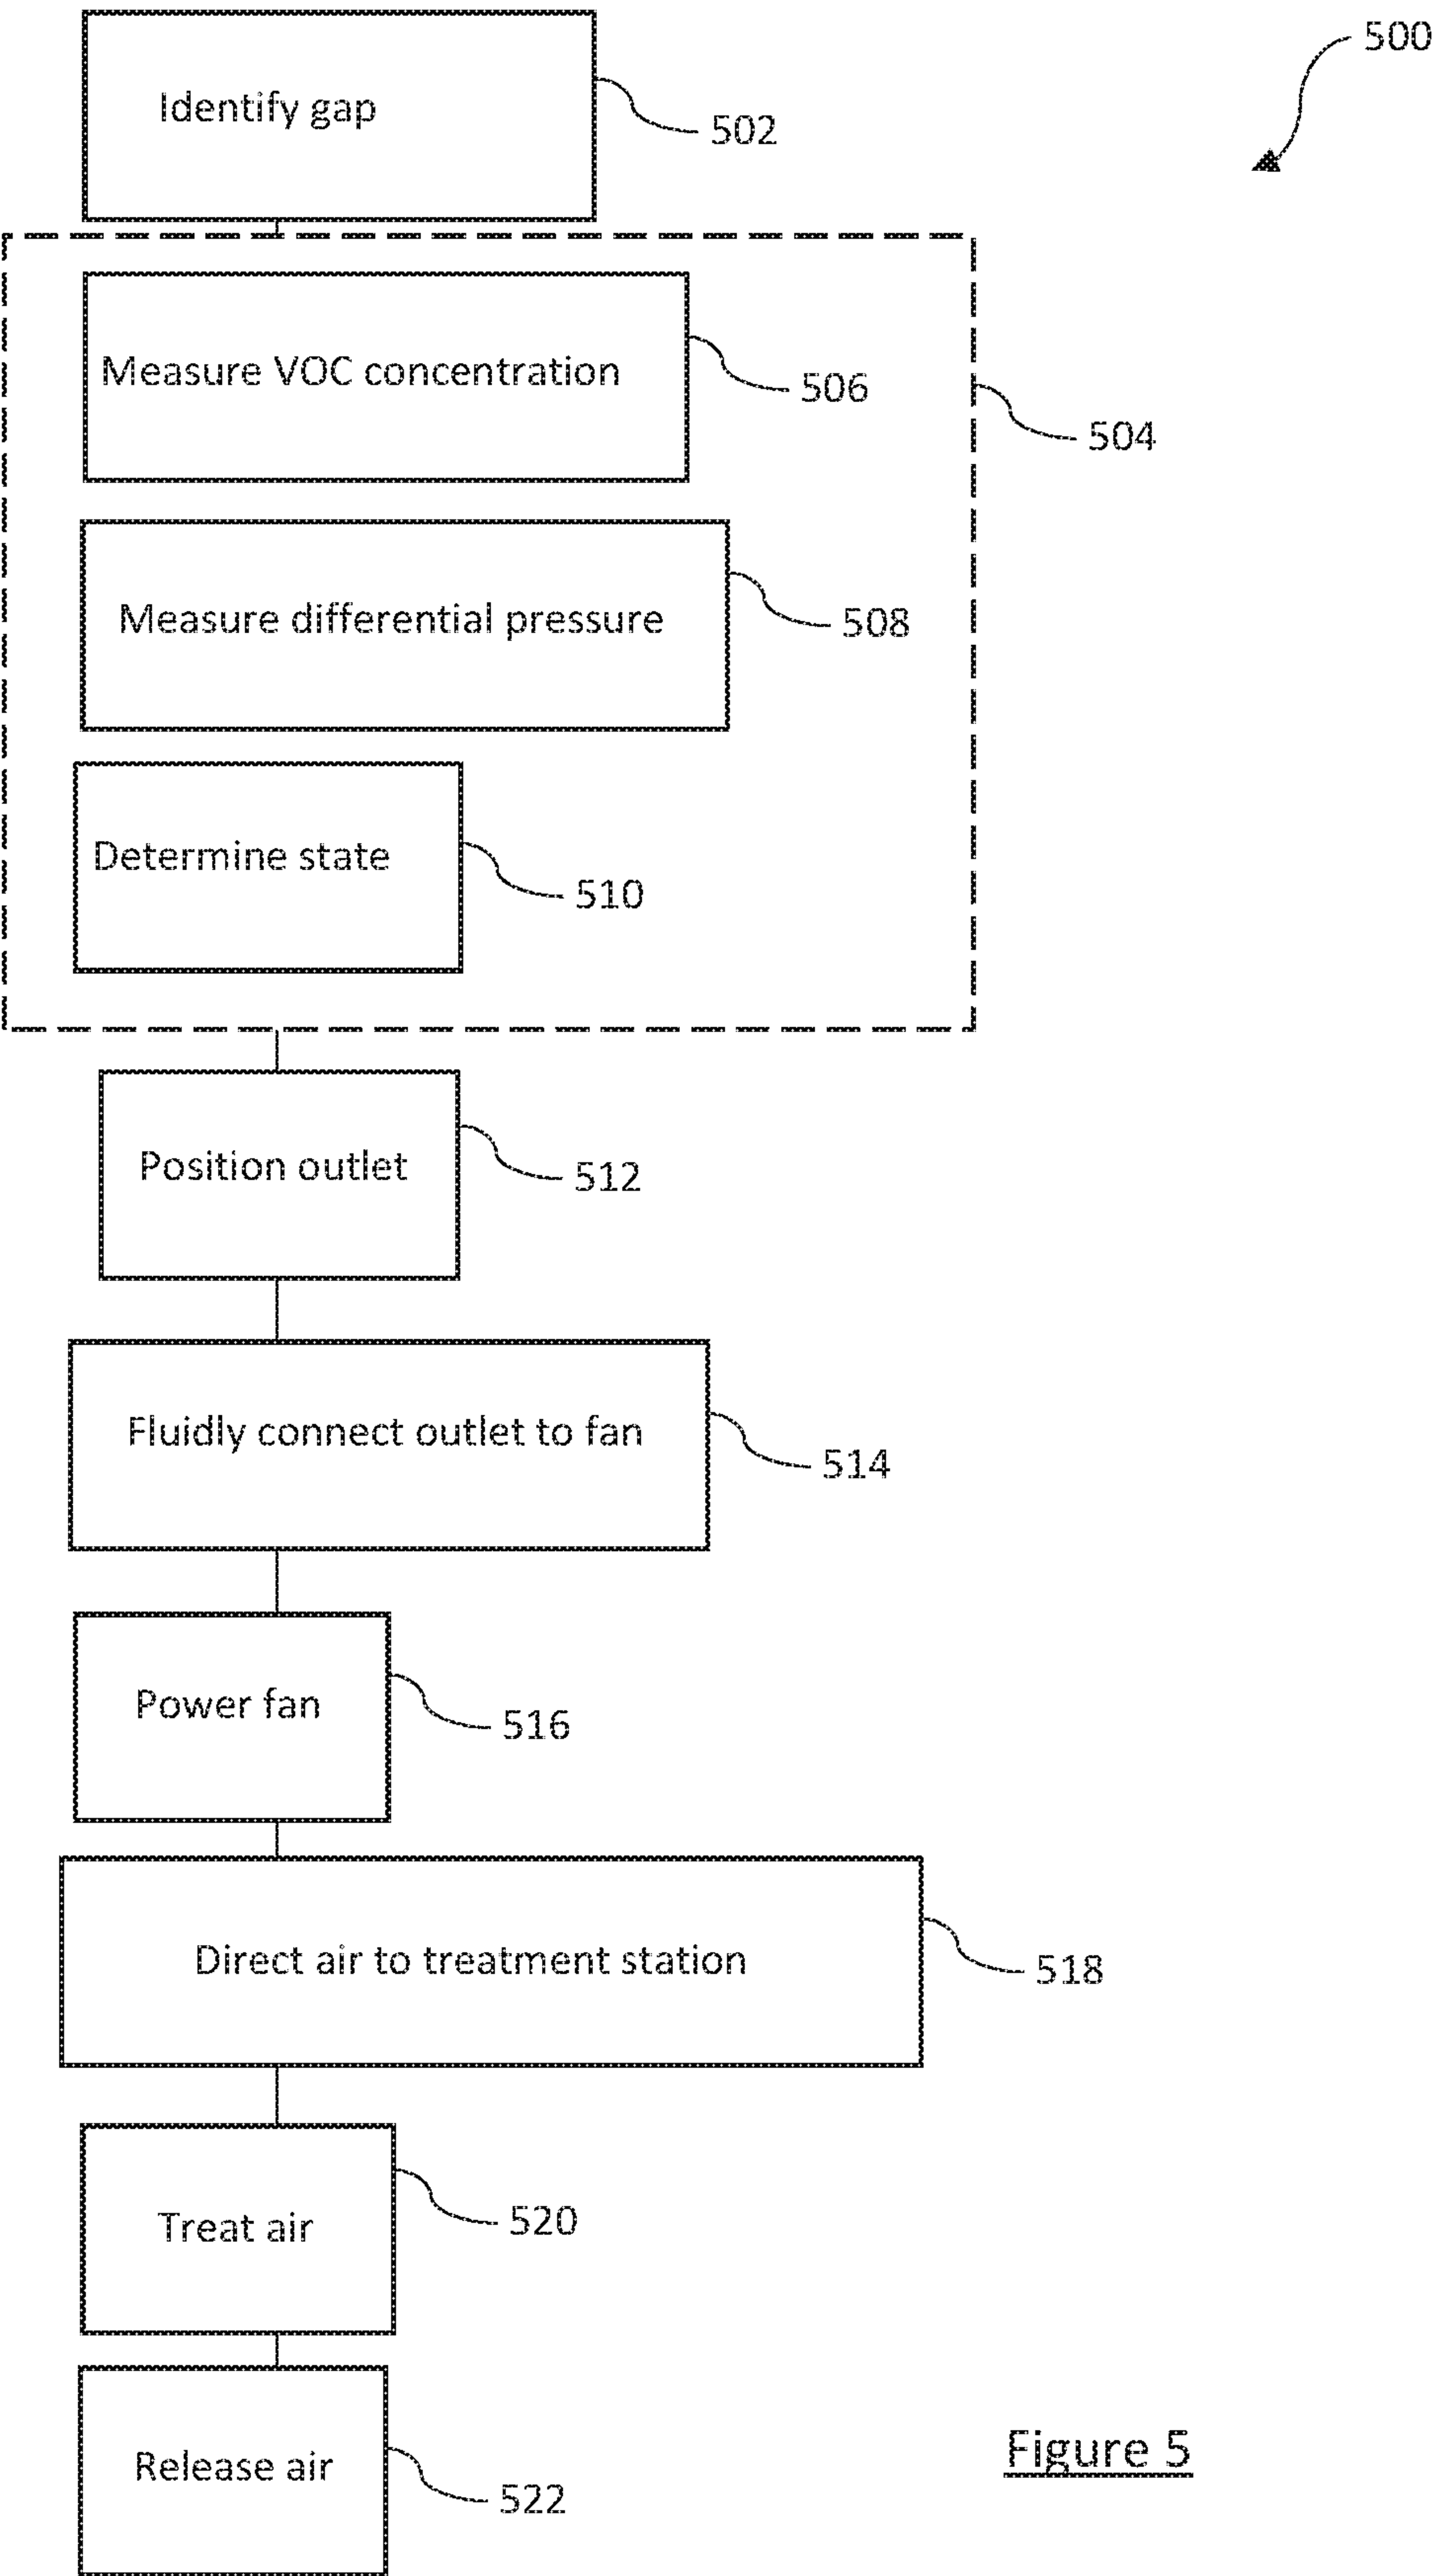 500
Identify gap
502
Measure VOC concentration
506
504
Measure differential pressure
508
Determine state
510
Position outlet
512
Fluidly connect outlet to fan
514
Power fan
516
Direct air to treatment station
518
Treat air
520
Release air
522
Figure 5